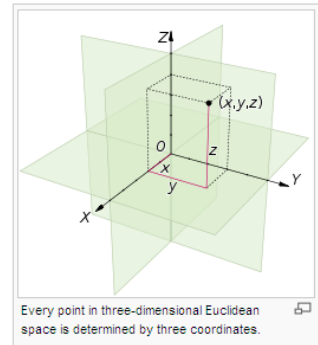 Z
(x,y,z)
O
z
x
y
Y
X
Every point in three-dimensional Euclidean
space is determined by three coordinates.